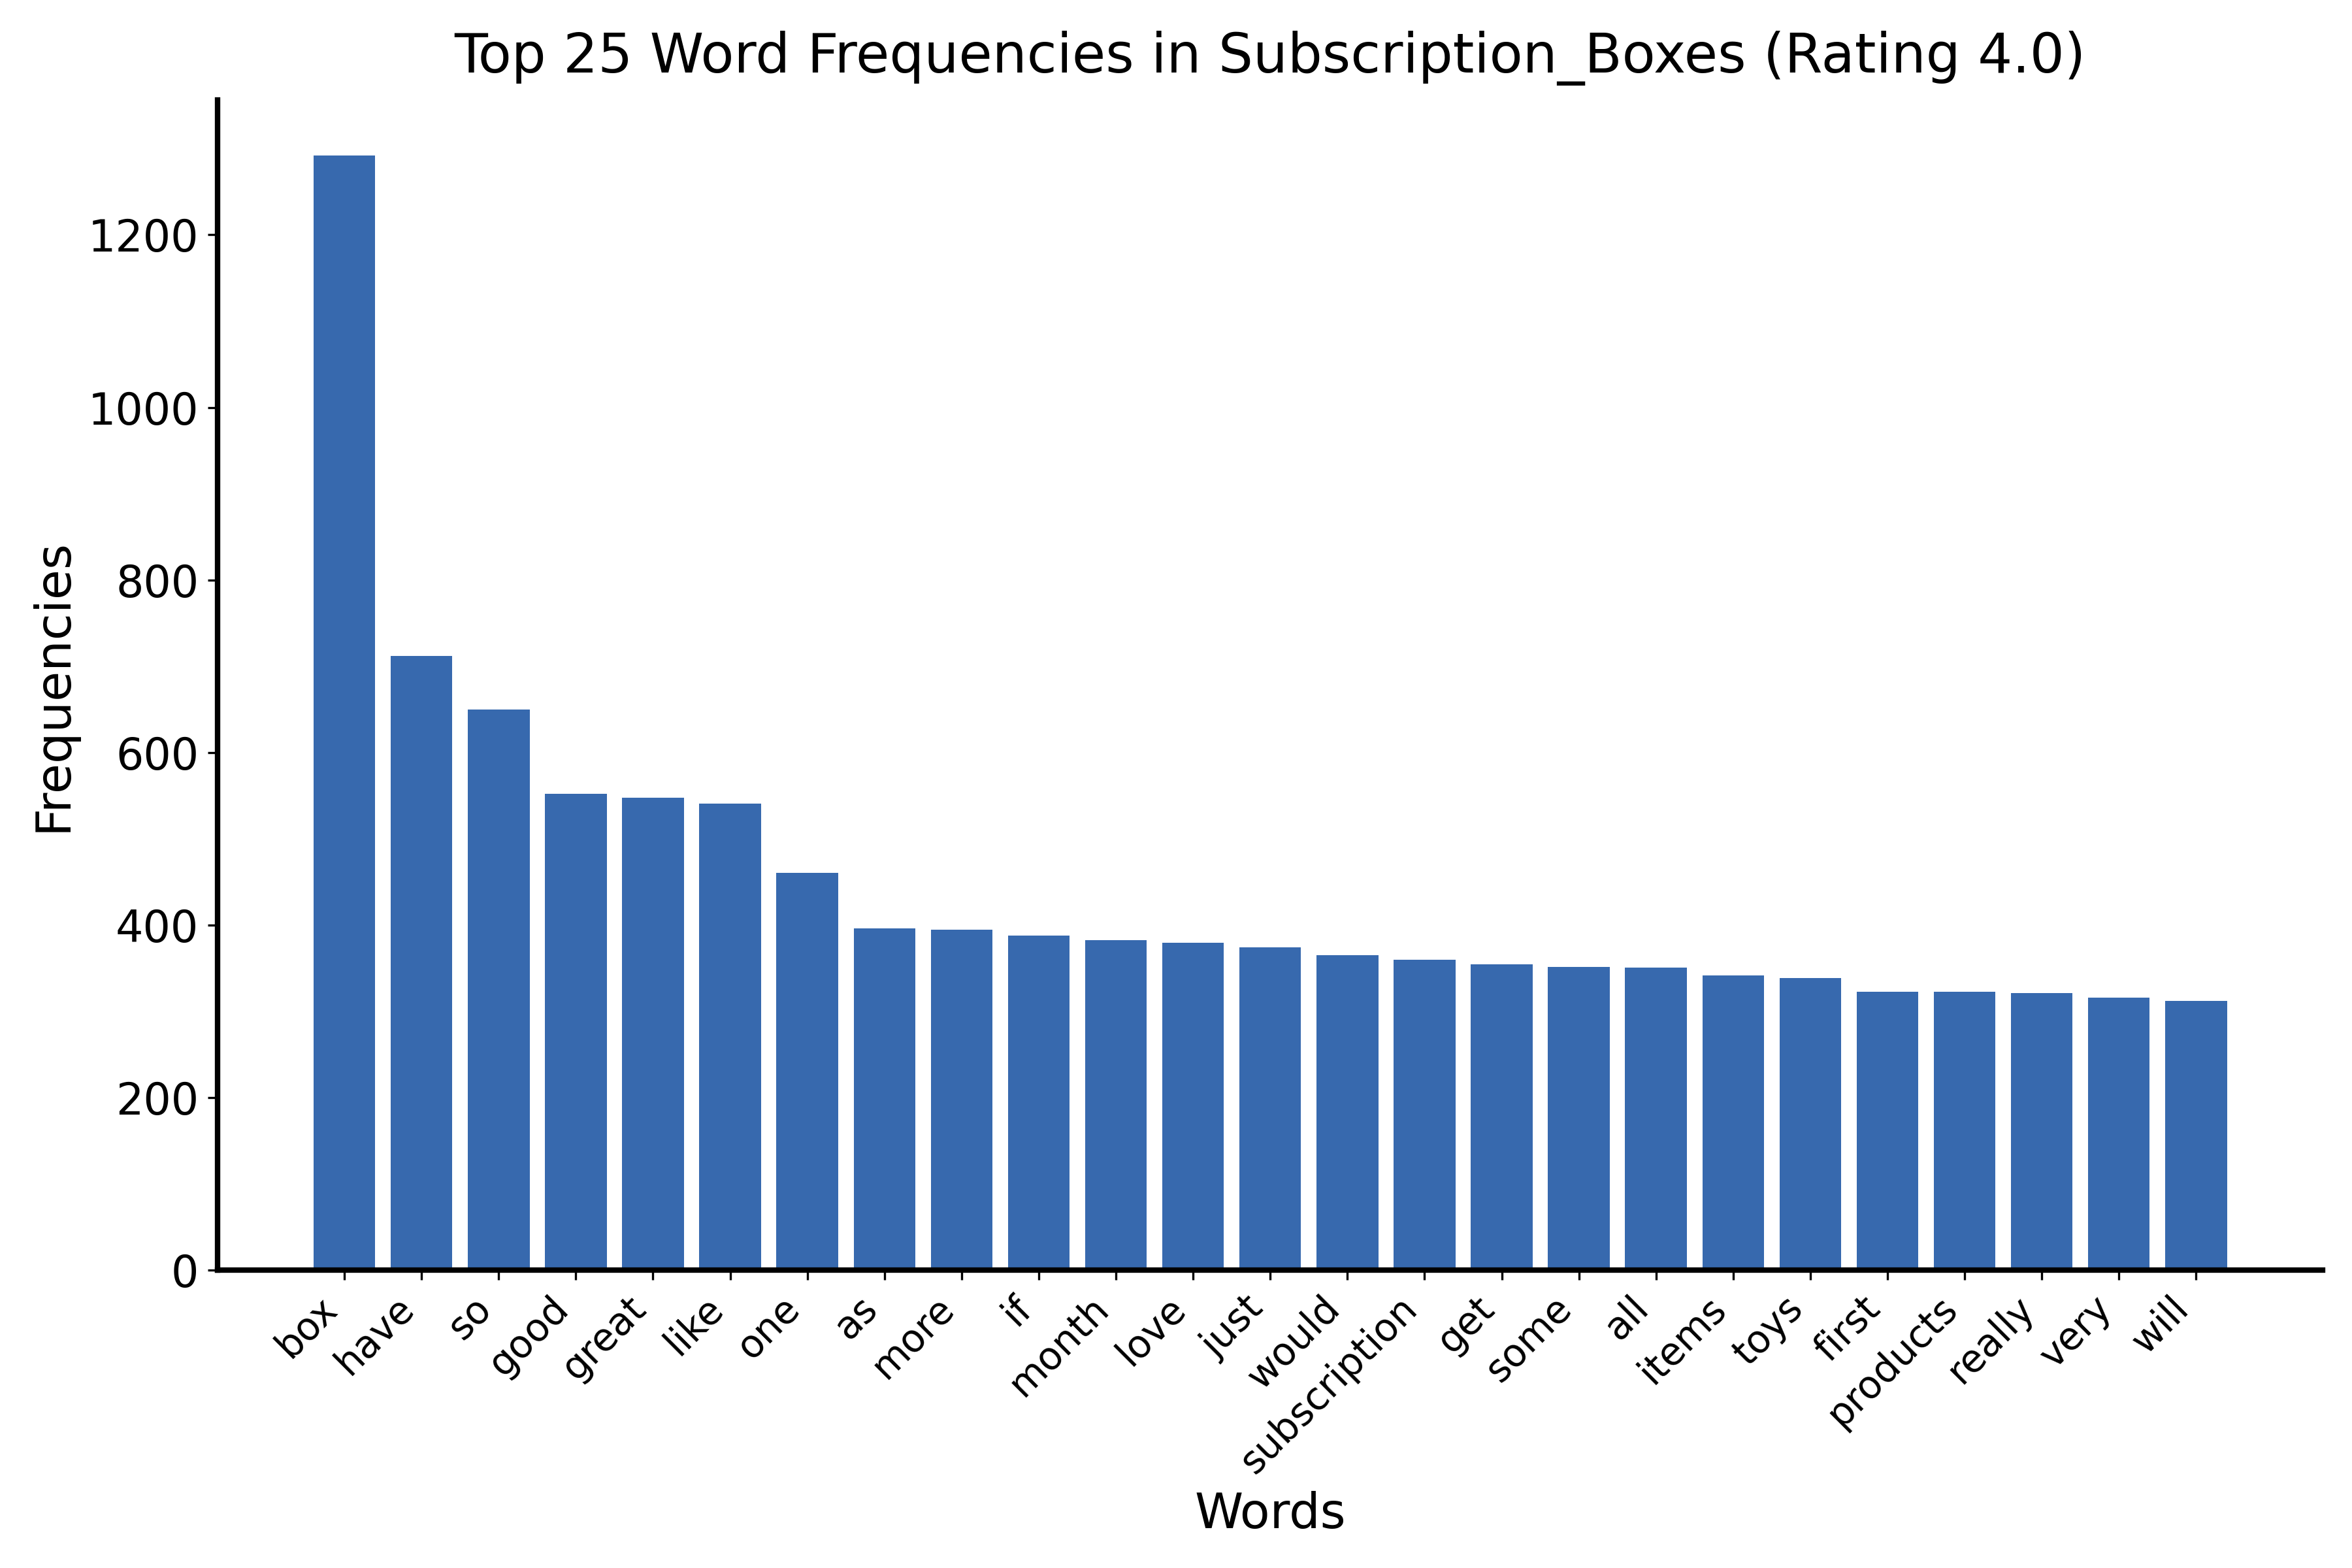 Top 25 Word Frequencies in Subscription_Boxes (Rating 4.0)
Frequencies
1200
1000
800
600
400
200
0
box
have
so
good
great
like
one
as
more
if
month
love
just
would
subscription
get
some
all
items
toys
first
products
really
very
will
Words